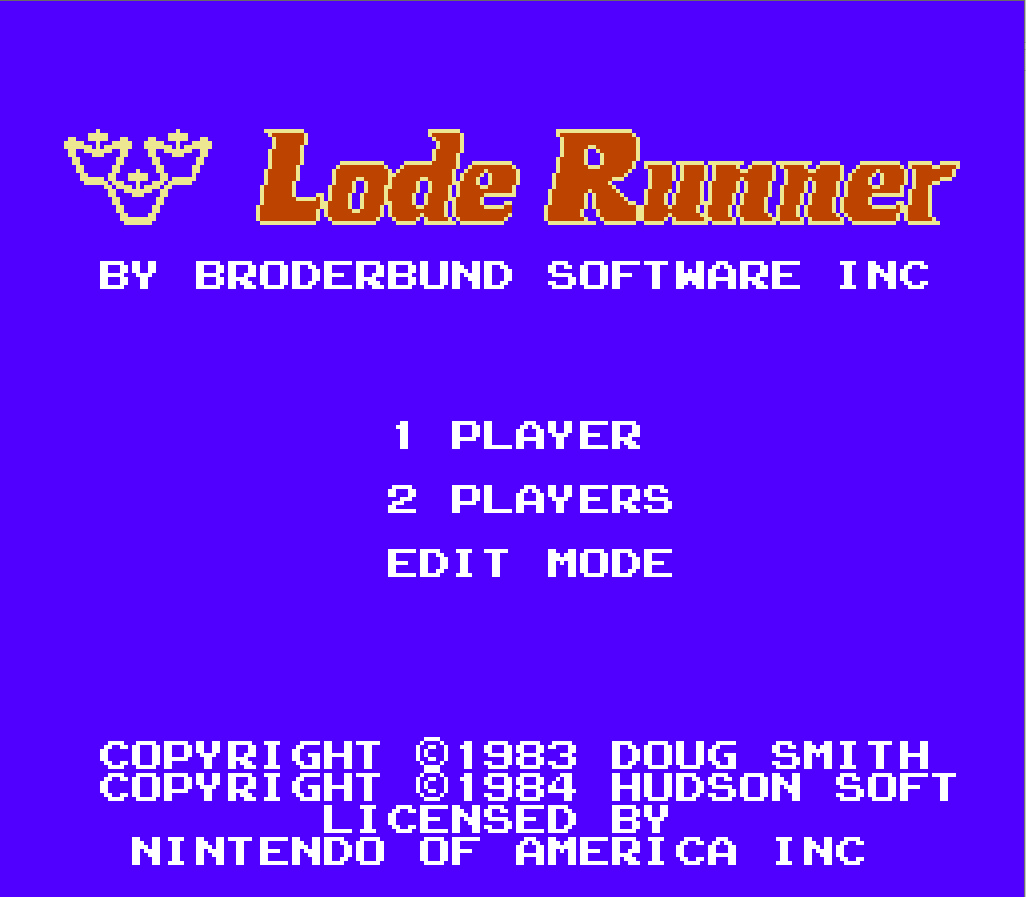 Lode Runner
BY BRODERBUND SOFTWARE INC
1 PLAYER
2 PLAYERS
EDIT MODE
COPYRIGHT ©1983 DOUG SMITH
COPYRIGHT ©1984 HUDSON SOFT
LICENSED BY
NINTENDO OF AMERICA INC